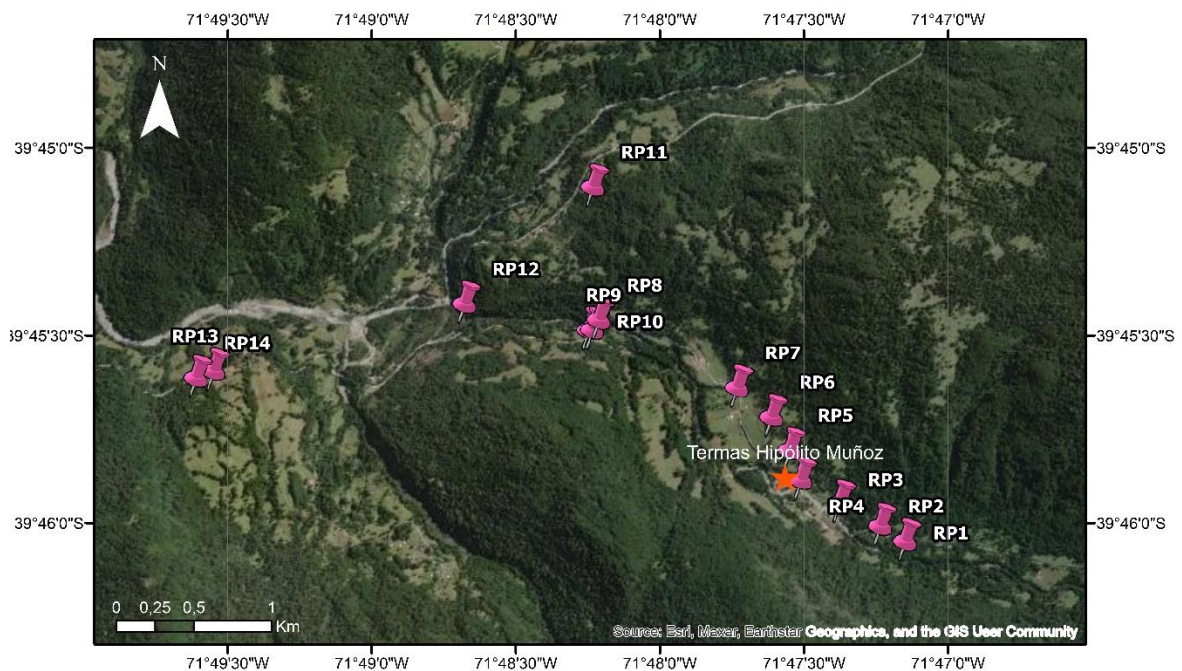 71°49'30"W 71°49'0"W 71°48'30"W 71°48'0"W 71°47'30"W 71°47'0"W
N
39°45'0"S 39°45'0"S
RP11
RP12
RP8
RP9
RP10
39°45'30"S 39°45'30"S
RP13
RP14
RP7
RP6
RP5
Termas Hipólito Muñoz
RP3
RP4
RP2
39°46'0"S 39°46'0"S
RP1
0 0,25 0,5 1
Km
Source: Esri, Maxar, Earthstar Geographics, and the GIS User Community
71°49'30"W 71°49'0"W 71°48'30"W 71°48'0"W 71°47'30"W 71°47'0"W